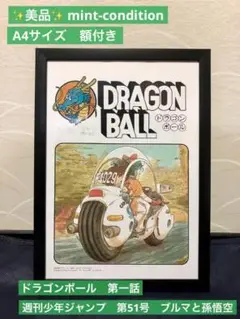 ✨美品✨ mint-condition
A4サイズ　額付き
DRAGON
BALL
ドラゴン
ボール
ドラゴンボール　第一話
週刊少年ジャンプ　第51号　ブルマと孫悟空